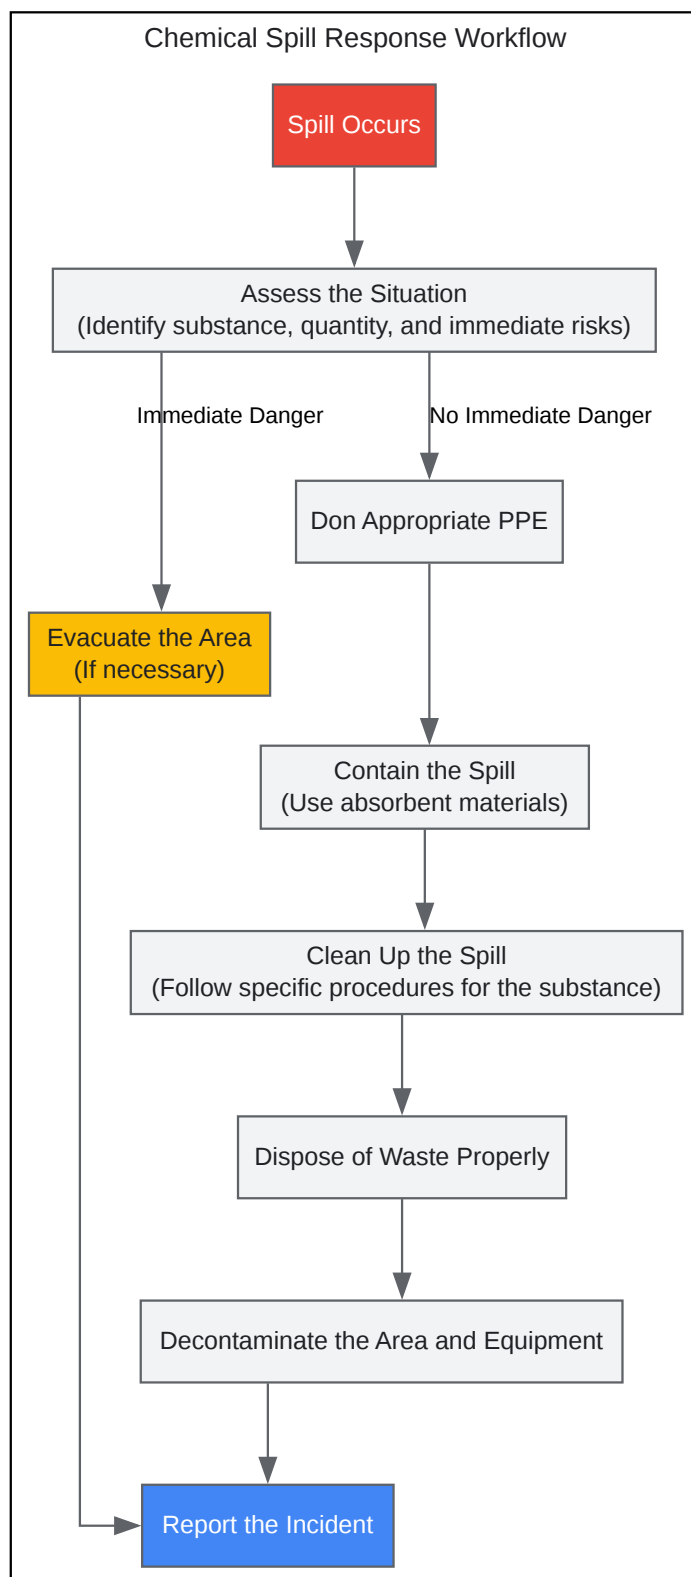 Chemical Spill Response Workflow
Spill Occurs
Assess the Situation
(Identify substance, quantity, and immediate risks)
Immediate Danger
No Immediate Danger
Don Appropriate PPE
Evacuate the Area
(If necessary)
Contain the Spill
(Use absorbent materials)
Clean Up the Spill
(Follow specific procedures for the substance)
Dispose of Waste Properly
Decontaminate the Area and Equipment
Report the Incident